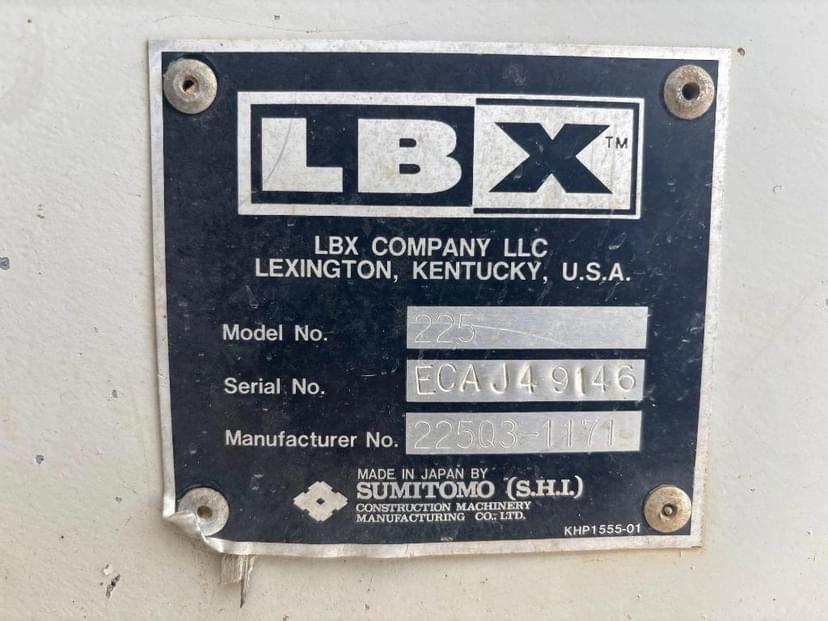 LBX™
LBX COMPANY LLC
LEXINGTON, KENTUCKY, U.S.A.
Model No. 225
Serial No. ECAJ49146
Manufacturer No. 225Q3-1171
MADE IN JAPAN BY
SUMITOMO (S.H.I.)
CONSTRUCTION MACHINERY
MANUFACTURING CO., LTD.
KHP1555-01